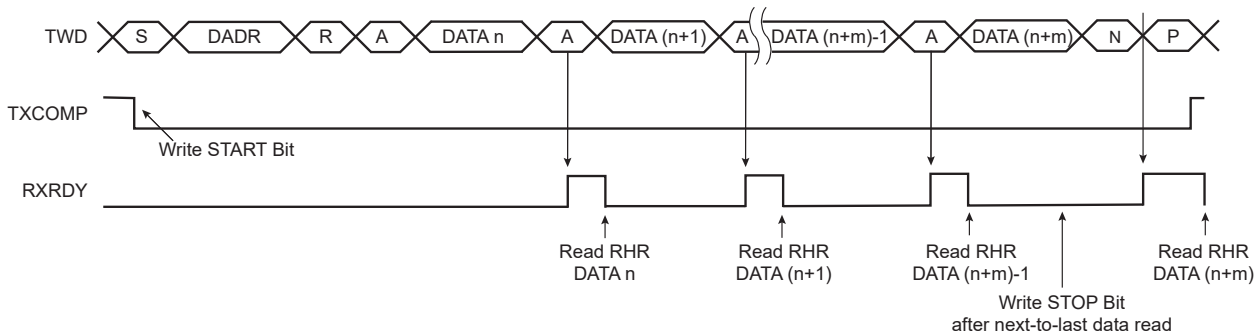 TWD S DADR R A DATA n A DATA (n+1) A DATA (n+m)-1 A DATA (n+m) N P
TXCOMP
Write START Bit
RXRDY
Read RHR
DATA n
Read RHR
DATA (n+1)
Read RHR
DATA (n+m)-1
Read RHR
DATA (n+m)
Write STOP Bit
after next-to-last data read